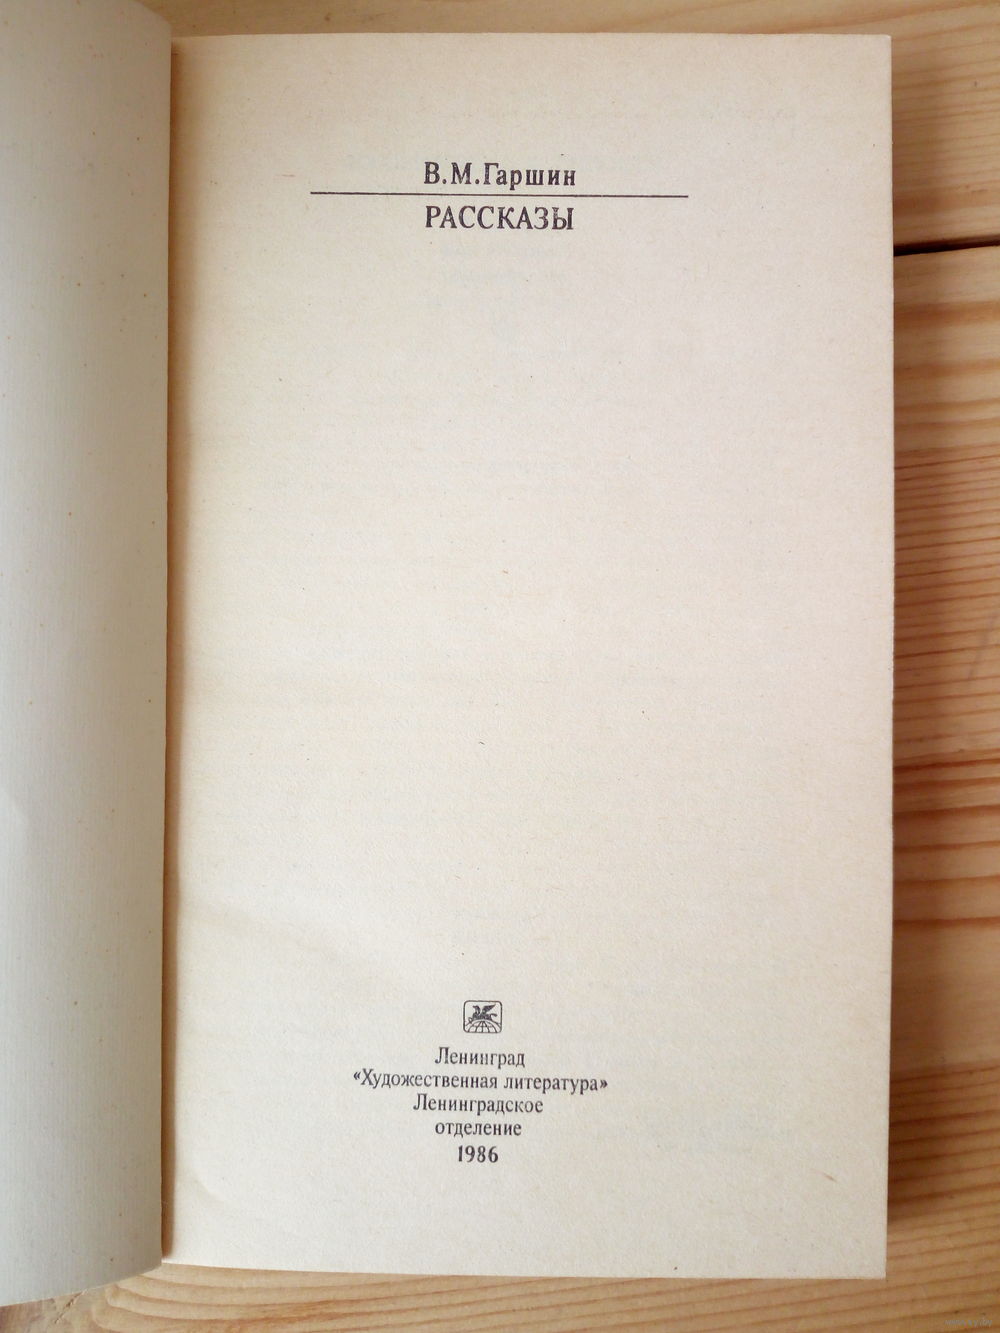 В.М.Гаршин
РАССКАЗЫ
Ленинград
«Художественная литература»
Ленинградское
отделение
1986